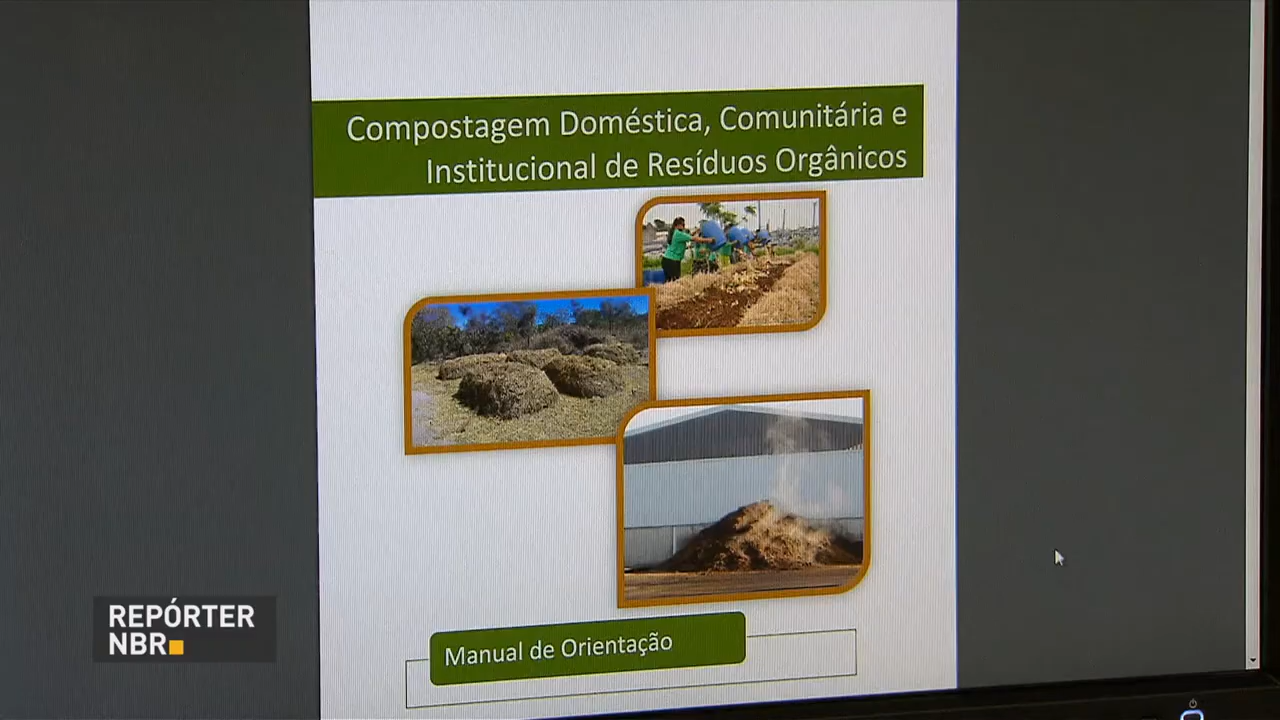 Compostagem Doméstica, Comunitária e
Institucional de Resíduos Orgânicos
Manual de Orientação
REPÓRTER
NBR